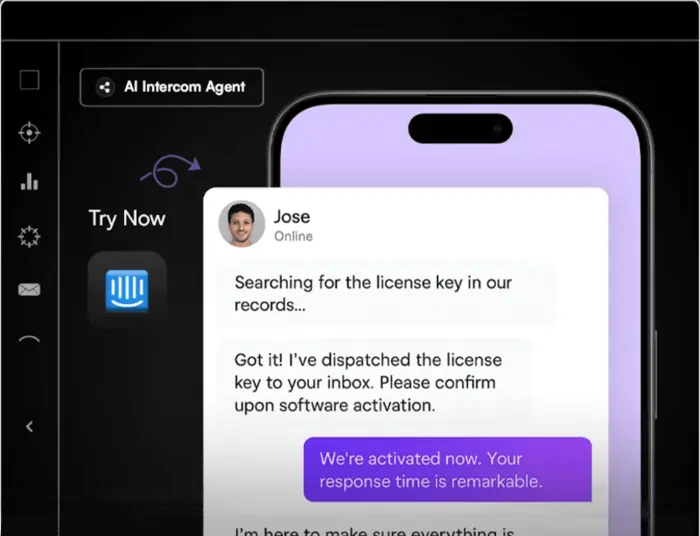 AI Intercom Agent
Try Now
Jose
Online
Searching for the license key in our
records...
Got it! I've dispatched the license
key to your inbox. Please confirm
upon software activation.
We're activated now. Your
response time is remarkable.
I'm here to make sure everything is